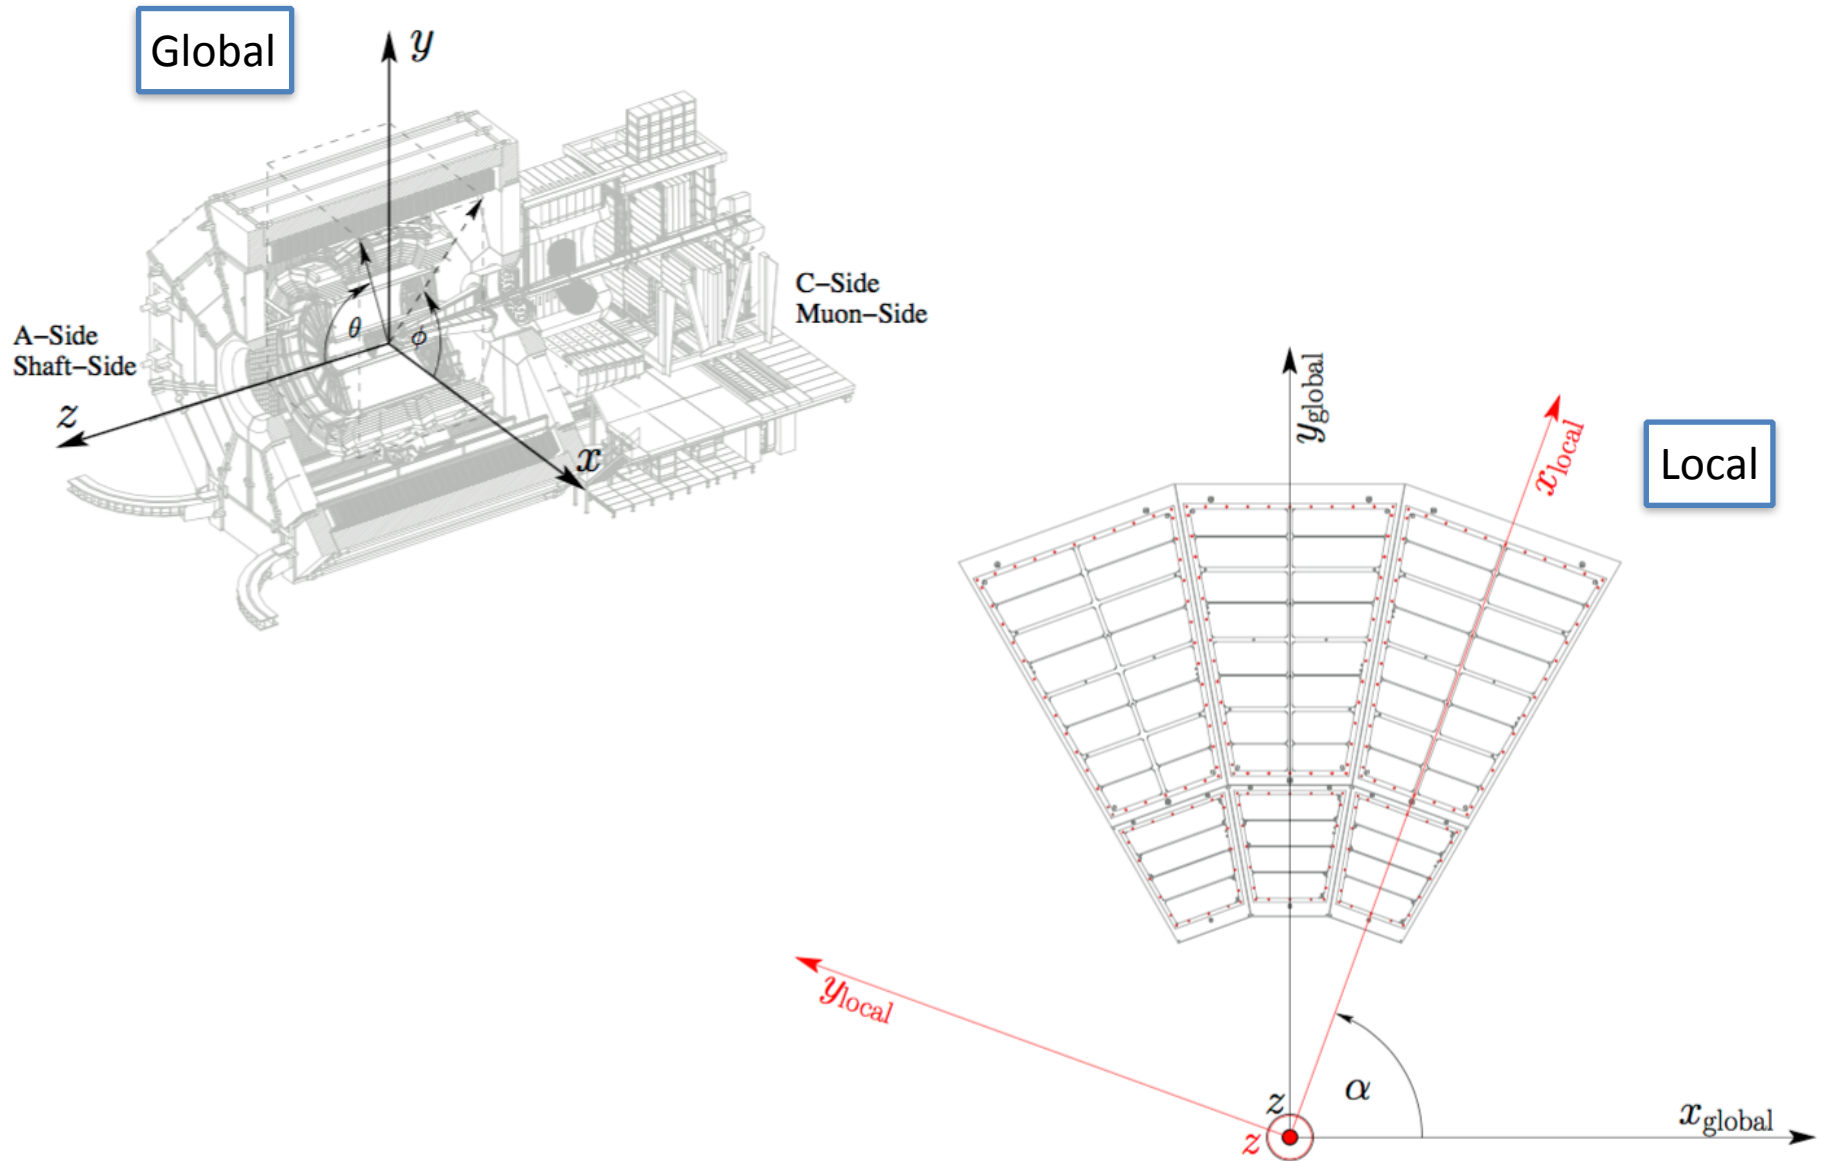 Global
y
A-Side
Shaft-Side
θ
ϕ
C-Side
Muon-Side
z
x
y_global
x_local
Local
y_local
z
z
α
x_global